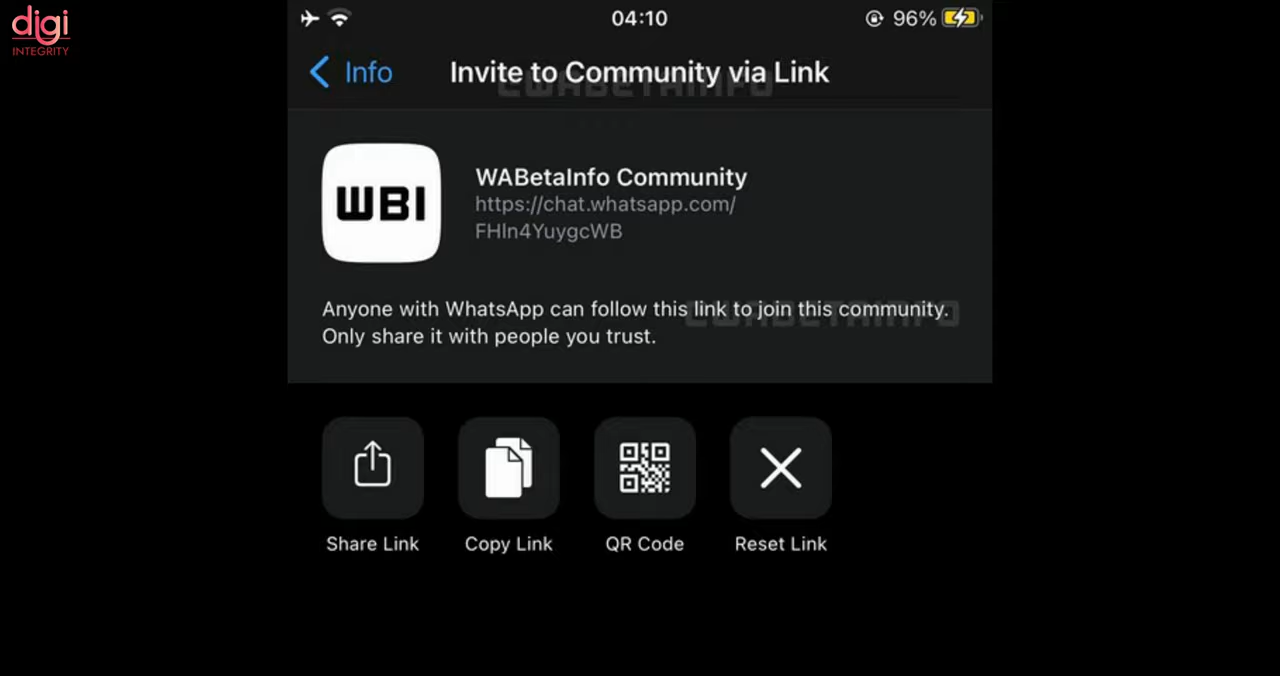 digi
INTEGRITY
04:10
96%
Info
Invite to Community via Link
CWABETAINFO
WBI
WABetaInfo Community
https://chat.whatsapp.com/
FHIn4YuygcWB
Anyone with WhatsApp can follow this link to join this community.
CWABETAINFO
Only share it with people you trust.
Share Link
Copy Link
QR Code
Reset Link